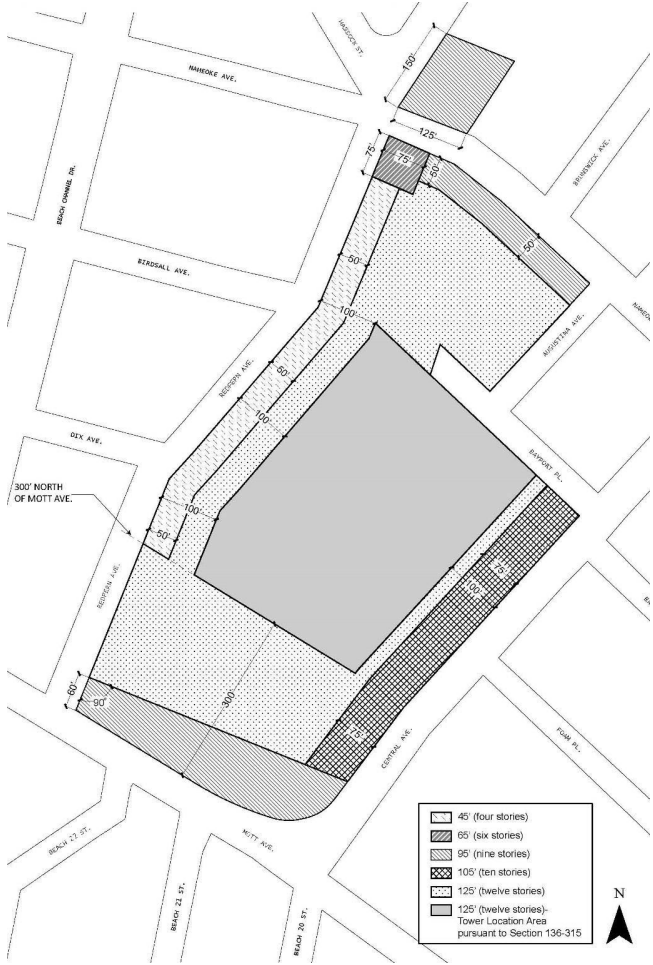 HASSOCK ST.
NAMEOKE AVE.
150'
125'
BEACH CHANNEL DR.
75'
75'
50'
BRUNSWICK AVE.
50'
BIRDSALL AVE.
50'
100'
AUGUSTINA AVE.
REDFERN AVE.
50'
100'
DIX AVE.
BAYPORT PL.
300' NORTH
OF MOTT AVE.
100'
50'
75'
100'
REDFERN AVE.
60'
90'
300'
75'
CENTRAL AVE.
FOAM PL.
MOTT AVE.
BEACH 22 ST.
BEACH 21 ST.
BEACH 20 ST.
45' (four stories)
65' (six stories)
95' (nine stories)
105' (ten stories)
125' (twelve stories)
125' (twelve stories)-
Tower Location Area
pursuant to Section 136-315
N